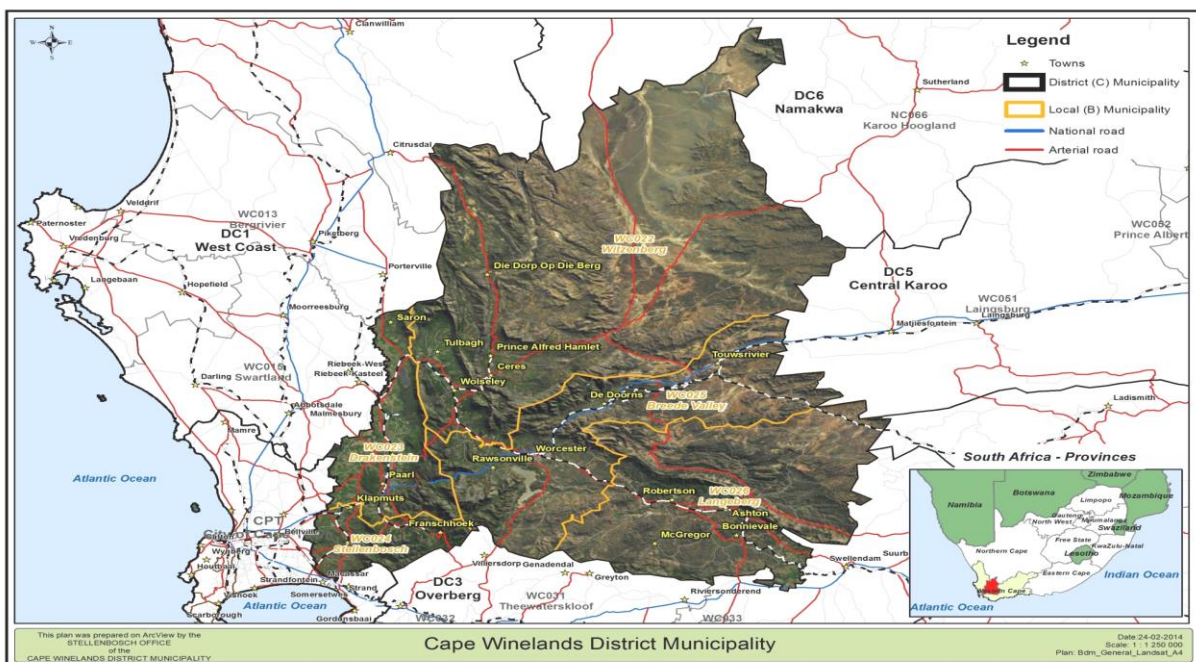 Clanwilliam
N
W
E
S
Legend
Towns
District (C) Municipality
Local (B) Municipality
National road
Arterial road
DC6
Namakwa
Sutherland
NC066
Karoo Hoogland
Citrusdal
Velddrif
Paternoster
Vredenburg
WC013
Bergrivier
DC1
West Coast
Piketberg
Langebaan
Hopefield
Porterville
Moorreesburg
WC022
Witzenberg
Die Dorp Op Die Berg
WC052
Prince Albert
DC5
Central Karoo
WC051
Laingsburg
Laingsburg
Matjiesfontein
Saron
Tulbagh
Prince Alfred Hamlet
Ceres
Wolseley
Touwsrivier
De Doorns
WC025
Breede Valley
Riebeek-West
Riebeek-Kasteel
WC015
Swartland
Darling
Abbotsdale
Malmesbury
Mamre
Ladismith
WC023
Drakenstein
Paarl
Worcester
Rawsonville
Klapmuts
Franschhoek
WC024
Stellenbosch
Robertson
WC026
Langeberg
Ashton
Bonnievale
McGregor
Atlantic Ocean
CPT
Bellville
Strandfontein
Strand
Somerset
Gordonsbaai
Scarborough
Atlantic Ocean
DC3
Overberg
Villiersdorp
Genadendal
Greyton
WC031
Theewaterskloof
Riviersonderend
Swellendam
Suurb
WC032
WC033
South Africa - Provinces
Zimbabwe
Botswana
Namibia
Limpopo
Mozambique
Gauteng
North West
Mpumalanga
Swaziland
Free State
KwaZulu-Natal
Lesotho
Northern Cape
Eastern Cape
Western Cape
Indian Ocean
Atlantic Ocean
This plan was prepared on ArcView by the
STELLENBOSCH OFFICE
of the
CAPE WINELANDS DISTRICT MUNICIPALITY
Cape Winelands District Municipality
Date:24-02-2014
Scale: 1 : 1 250 000
Plan: Bdm_General_Landsat_A4